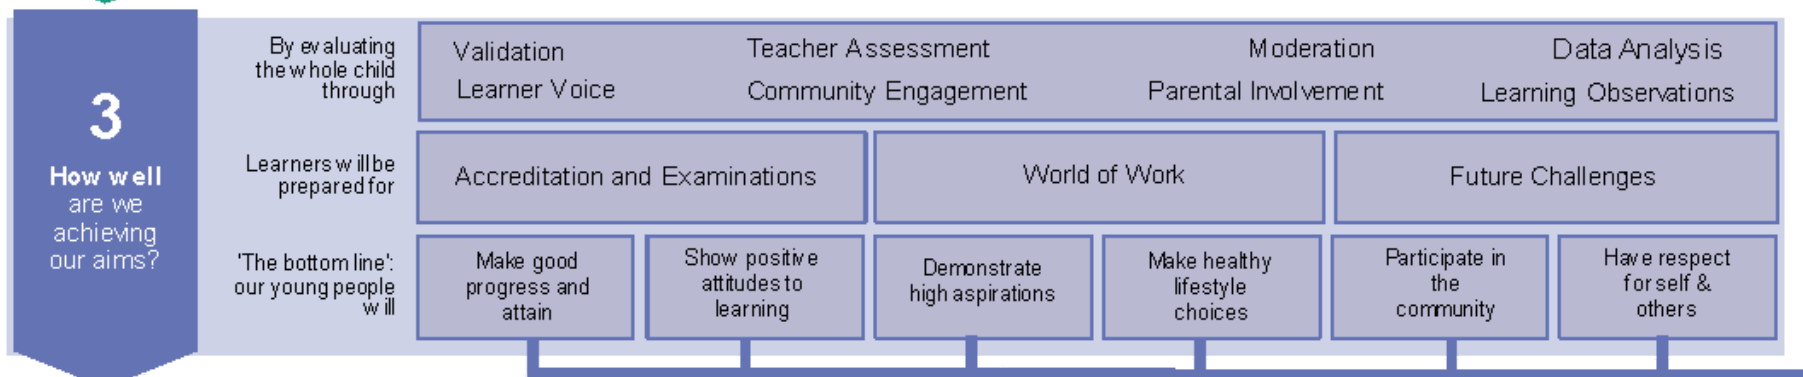 3
How well
are we
achieving
our aims?
By evaluating
the whole child
through
Validation Teacher Assessment Moderation Data Analysis
Learner Voice Community Engagement Parental Involvement Learning Observations
Learners will be
prepared for
Accreditation and Examinations World of Work Future Challenges
'The bottom line':
our young people
will
Make good
progress and
attain
Show positive
attitudes to
learning
Demonstrate
high aspirations
Make healthy
lifestyle
choices
Participate in
the
community
Have respect
for self &
others